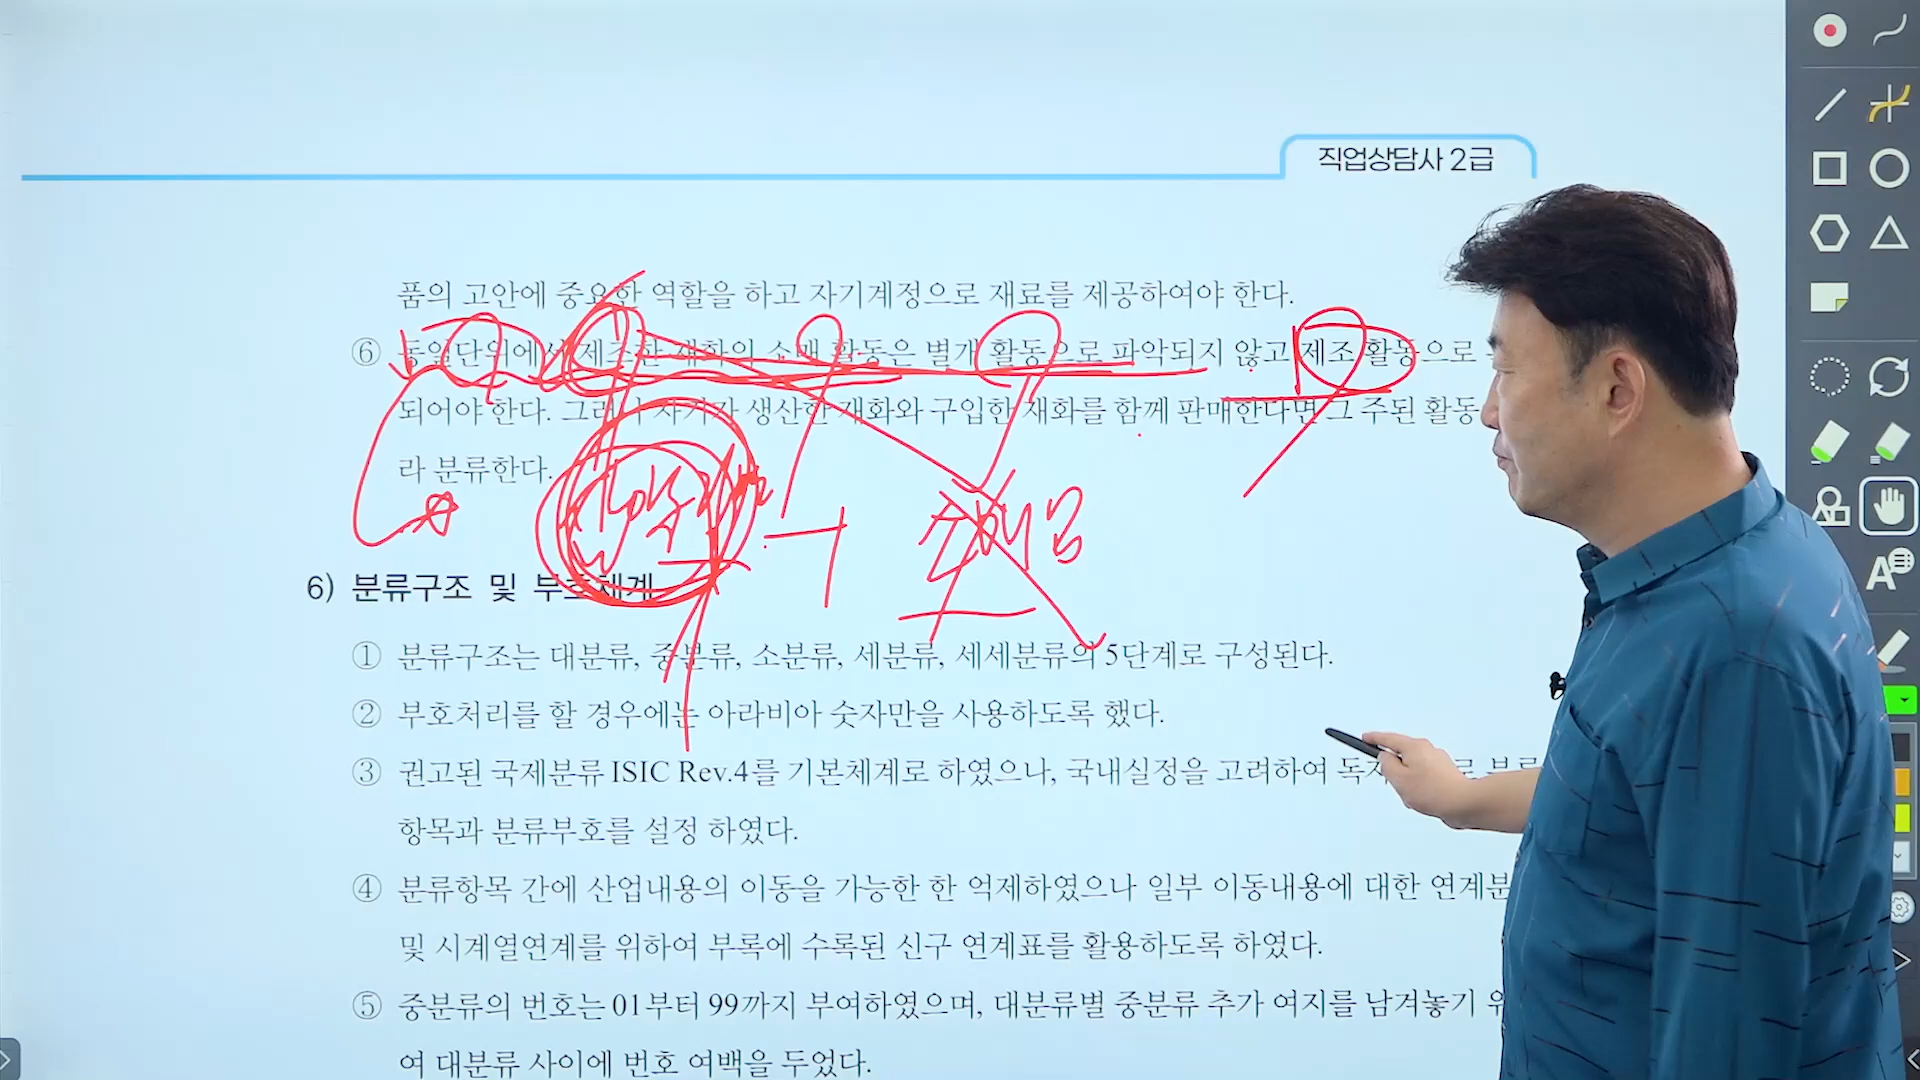 직업상담사 2급
품의 고안에 중요한 역할을 하고 자기계정으로 재료를 제공하여야 한다.
⑥ 동일단위에서 제조한 재화의 소매 활동은 별개 활동으로 파악되지 않고 제조 활동으로
되어야 한다. 그러나 자기가 생산한 재화와 구입한 재화를 함께 판매한다면 그 주된 활동
라 분류한다.
6) 분류구조 및 부호체계
① 분류구조는 대분류, 중분류, 소분류, 세분류, 세세분류의 5단계로 구성된다.
② 부호처리를 할 경우에는 아라비아 숫자만을 사용하도록 했다.
③ 권고된 국제분류 ISIC Rev.4를 기본체계로 하였으나, 국내실정을 고려하여
항목과 분류부호를 설정 하였다.
④ 분류항목 간에 산업내용의 이동을 가능한 한 억제하였으나 일부 이동내용에 대한
및 시계열연계를 위하여 부록에 수록된 신구 연계표를 활용하도록 하였다.
⑤ 중분류의 번호는 01부터 99까지 부여하였으며, 대분류별 중분류 추가 여지를 남겨놓기
여 대분류 사이에 번호 여백을 두었다.